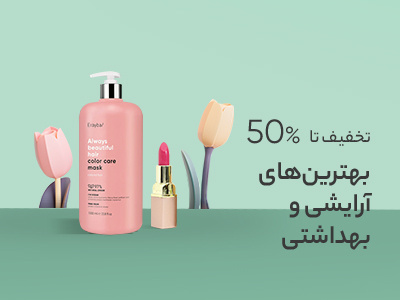 تخفیف تا 50%
بهترین‌های
آرایشی و
بهداشتی
Always
beautiful
hair
color care
mask